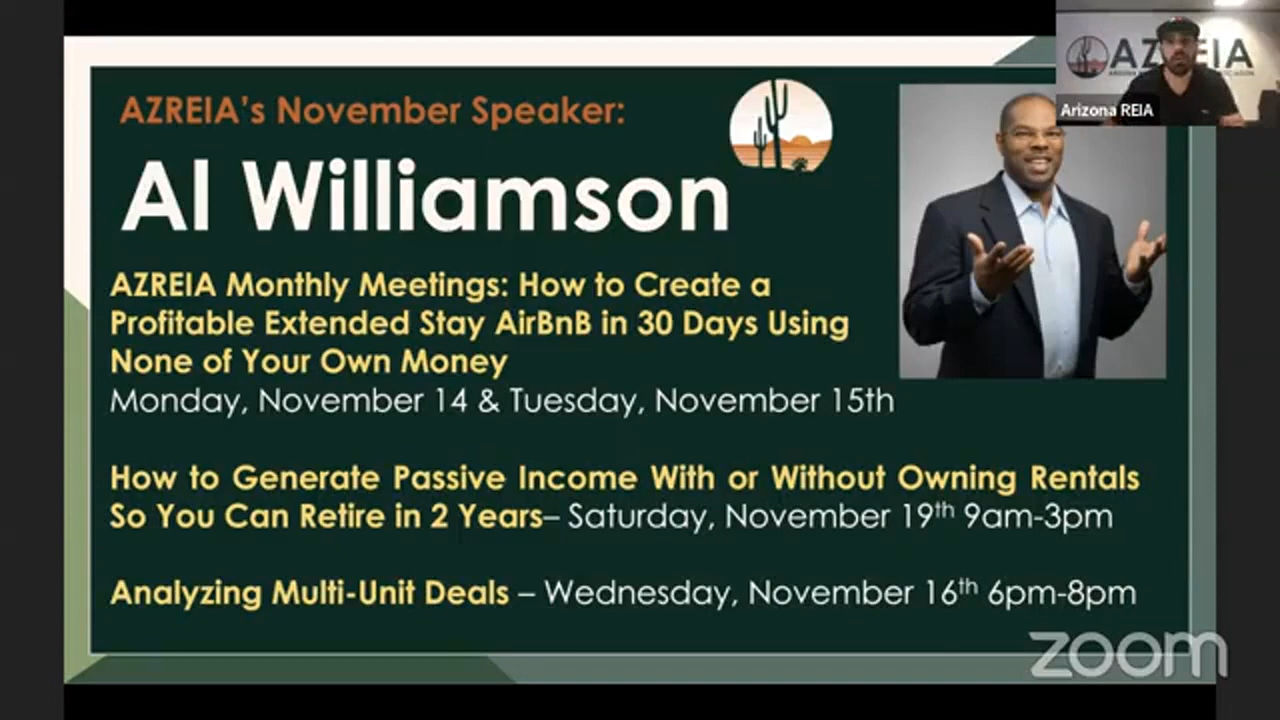 AZREIA's November Speaker:
Al Williamson
AZREIA Monthly Meetings: How to Create a
Profitable Extended Stay AirBnB in 30 Days Using
None of Your Own Money
Monday, November 14 & Tuesday, November 15th
How to Generate Passive Income With or Without Owning Rentals
So You Can Retire in 2 Years– Saturday, November 19th 9am-3pm
Analyzing Multi-Unit Deals – Wednesday, November 16th 6pm-8pm
Arizona REIA
zoom